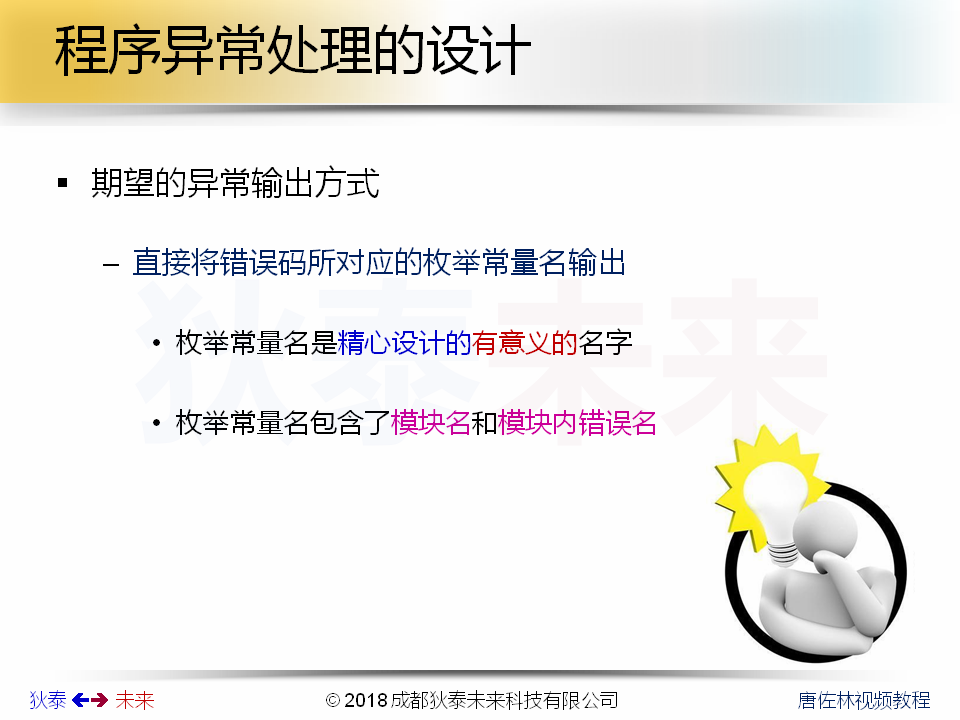 程序异常处理的设计
▪ 期望的异常输出方式
– 直接将错误码所对应的枚举常量名输出
• 枚举常量名是精心设计的有意义的名字
• 枚举常量名包含了模块名和模块内错误名
狄泰未来
狄泰 未来
© 2018 成都狄泰未来科技有限公司
唐佐林视频教程